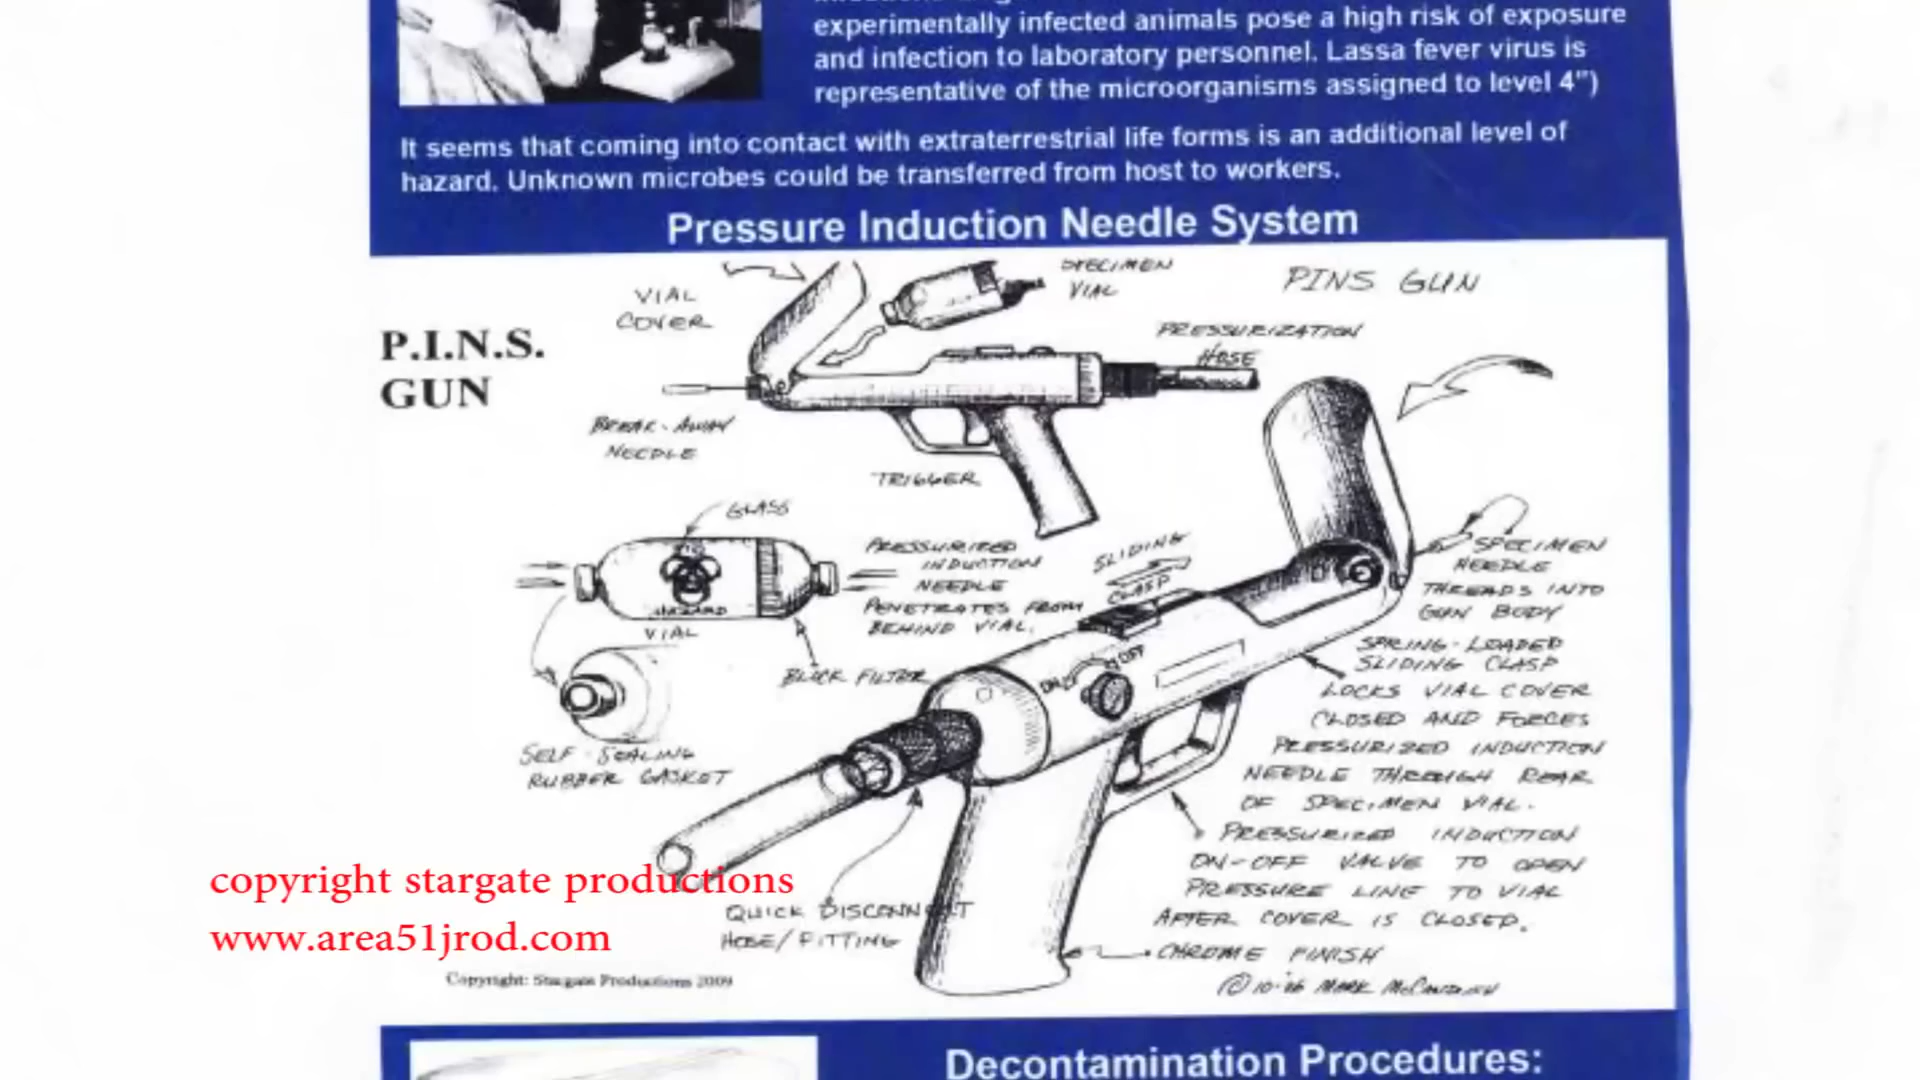 experimentally infected animals pose a high risk of exposure
and infection to laboratory personnel. Lassa fever virus is
representative of the microorganisms assigned to level 4")
It seems that coming into contact with extraterrestrial life forms is an additional level of
hazard. Unknown microbes could be transferred from host to workers.
Pressure Induction Needle System
P.I.N.S.
GUN
VIAL
COVER
SPECIMEN
VIAL
PINS GUN
PRESSURIZATION
HOSE
BREAK-AWAY
NEEDLE
TRIGGER
GLASS
HAZARD
VIAL
PRESSURIZED
INDUCTION
NEEDLE
PENETRATES FROM
BEHIND VIAL.
FILTER
SELF-SEALING
RUBBER GASKET
SLIDING
CLASP
ON
OFF
SPECIMEN
NEEDLE
THREADS INTO
GUN BODY
SPRING-LOADED
SLIDING CLASP
LOCKS VIAL COVER
CLOSED AND FORCES
PRESSURIZED INDUCTION
NEEDLE THROUGH REAR
OF SPECIMEN VIAL.
PRESSURIZED INDUCTION
ON-OFF VALVE TO OPEN
PRESSURE LINE TO VIAL
AFTER COVER IS CLOSED.
CHROME FINISH
QUICK DISCONNECT
HOSE/FITTING
copyright stargate productions
www.area51jrod.com
Copyright: Stargate Productions 2009
© 10-'06 MARK McCANDLISH
Decontamination Procedures: